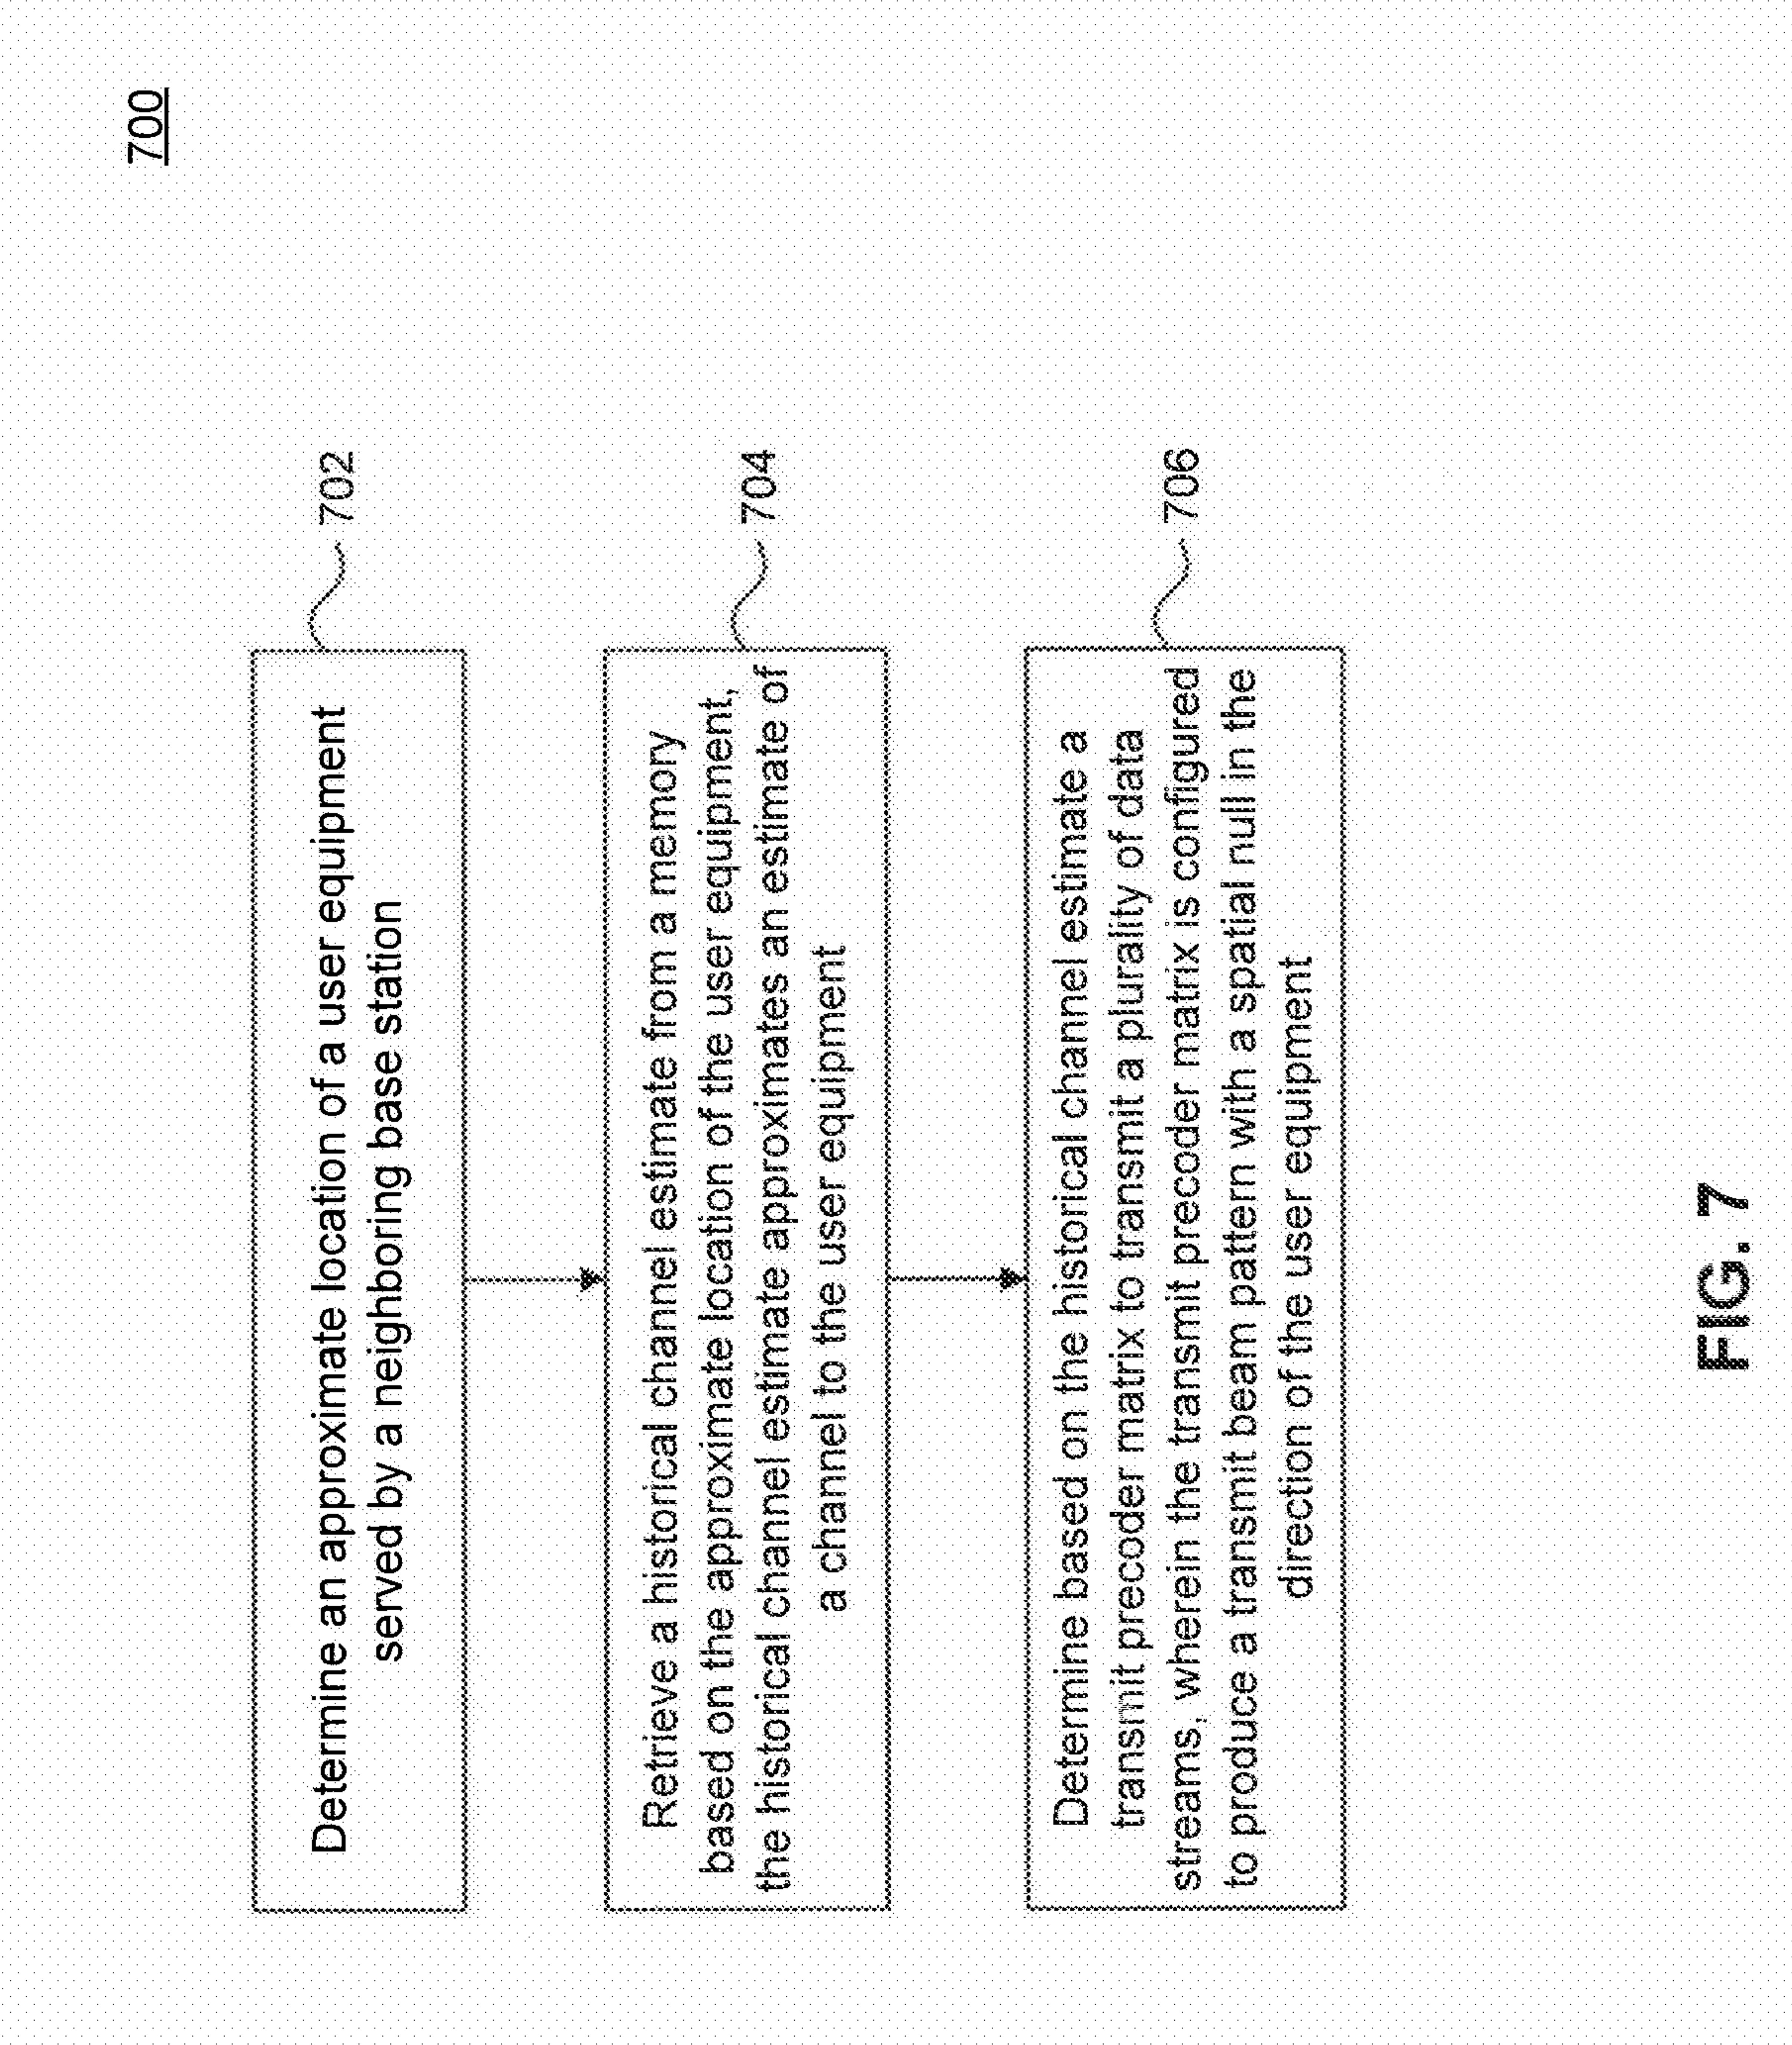 700
Determine an approximate location of a user equipment
served by a neighboring base station
702
Retrieve a historical channel estimate from a memory
based on the approximate location of the user equipment,
the historical channel estimate approximates an estimate of
a channel to the user equipment
704
Determine based on the historical channel estimate a
transmit precoder matrix to transmit a plurality of data
streams, wherein the transmit precoder matrix is configured
to produce a transmit beam pattern with a spatial null in the
direction of the user equipment
706
FIG. 7